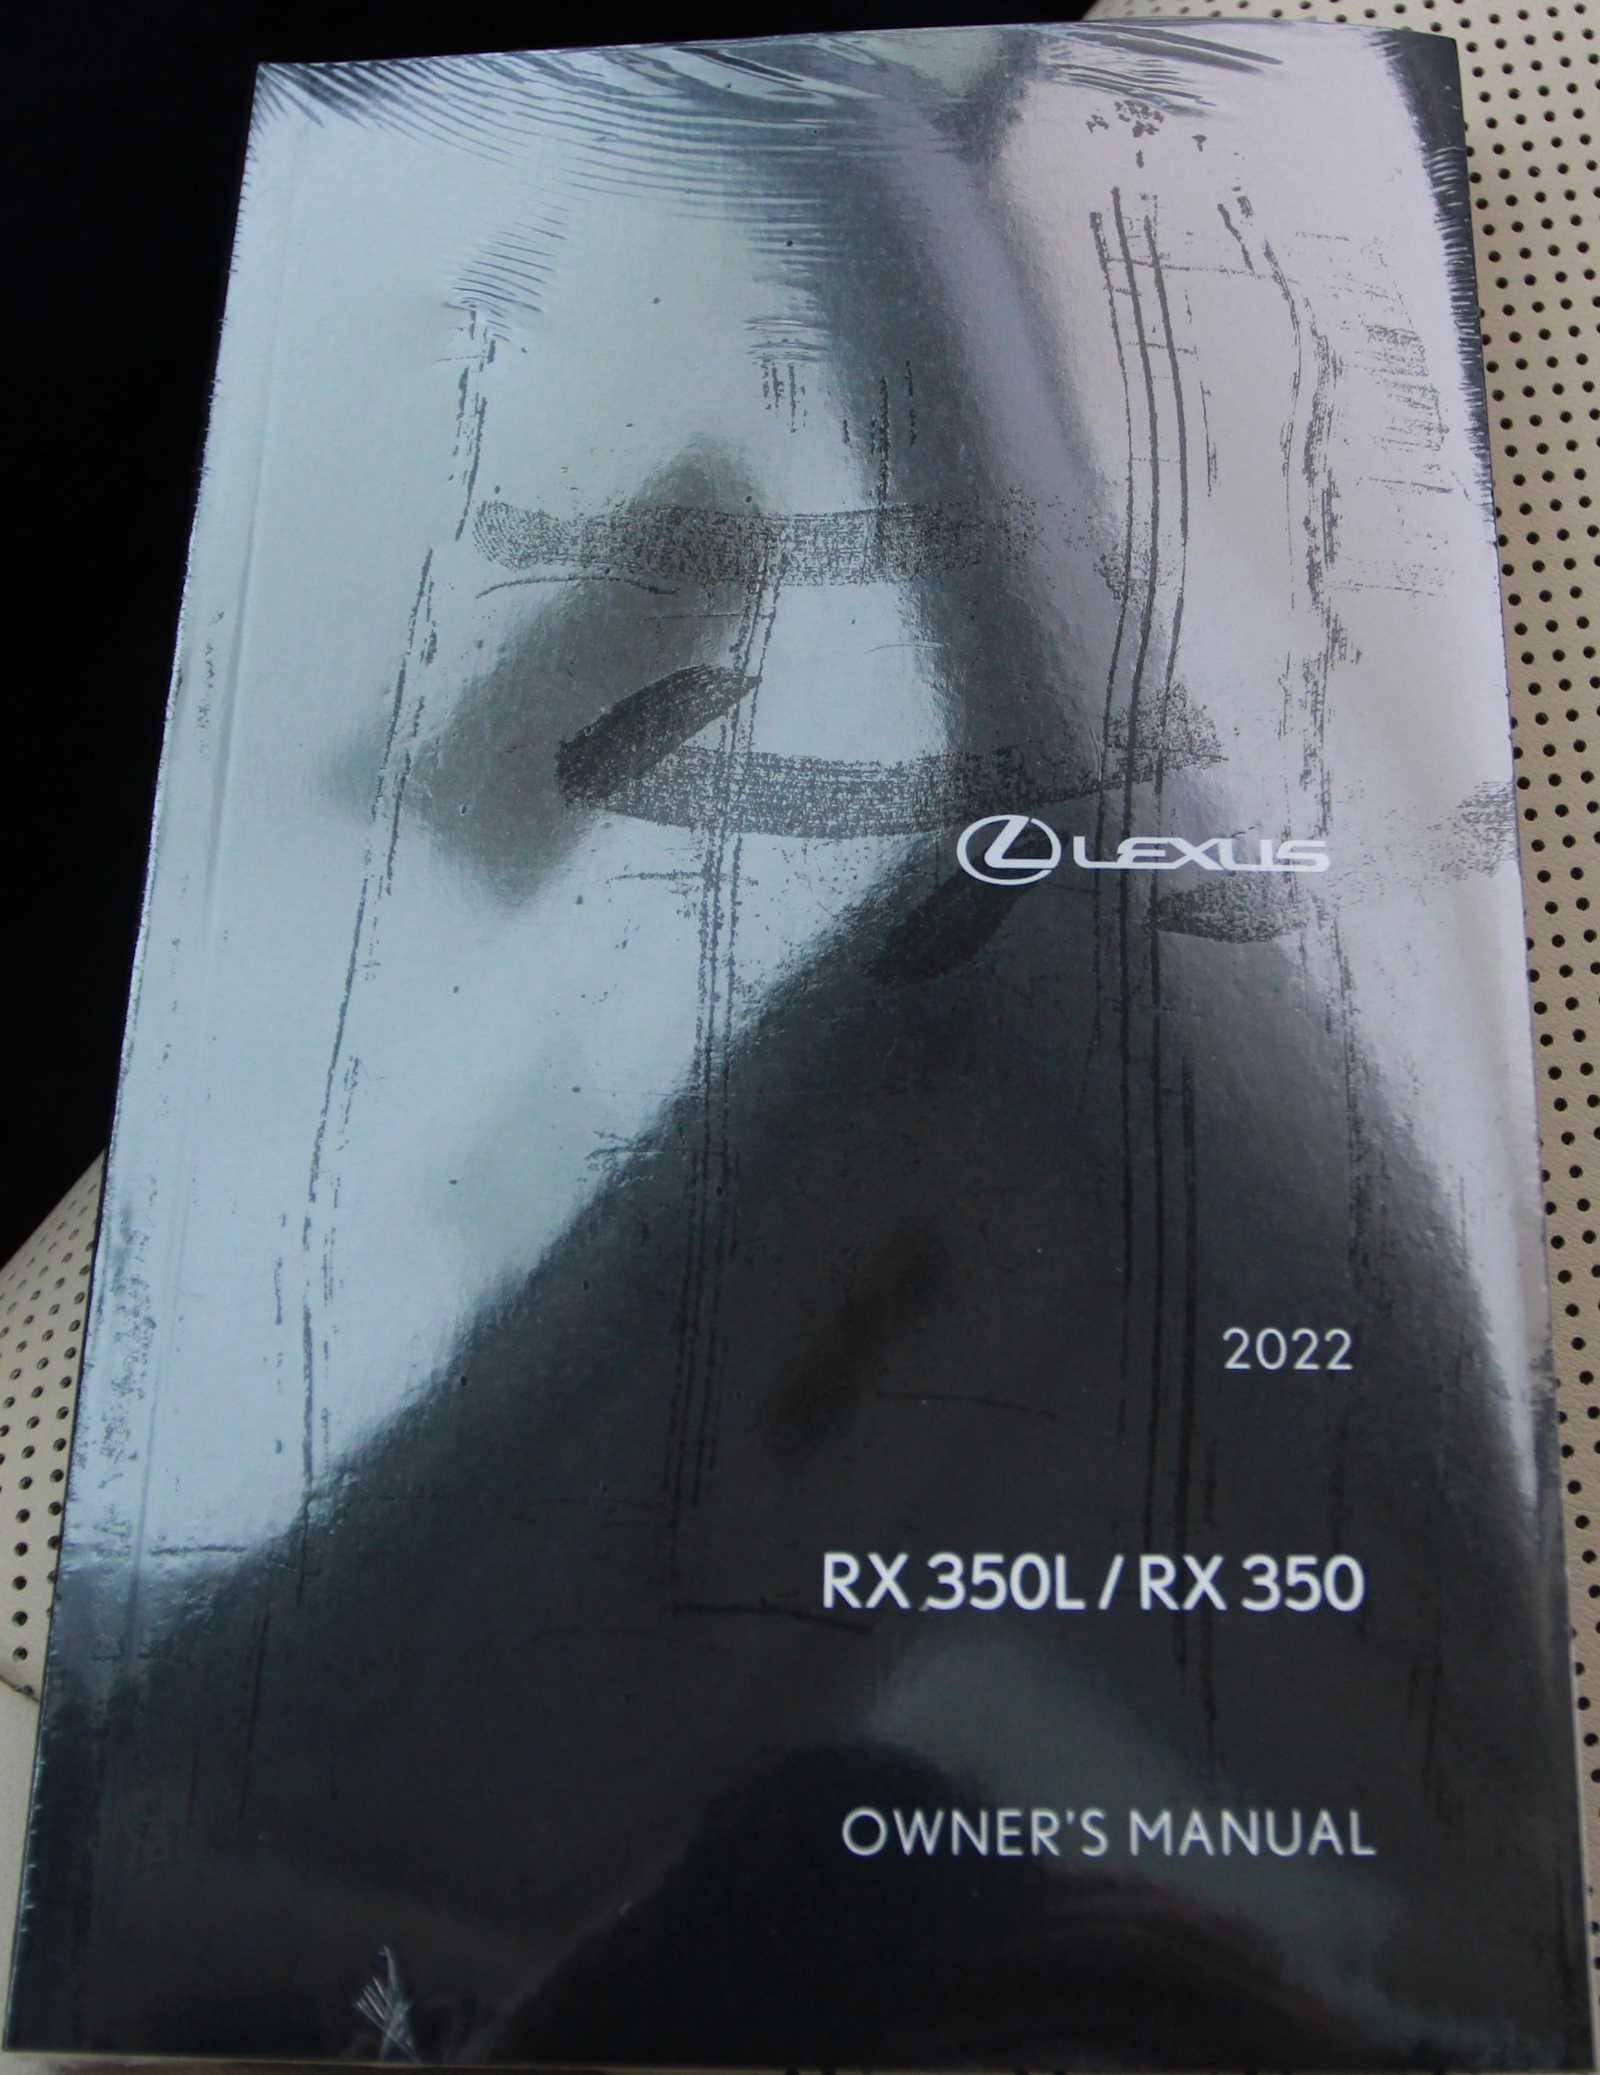 LEXUS
2022
RX 350L / RX 350
OWNER'S MANUAL